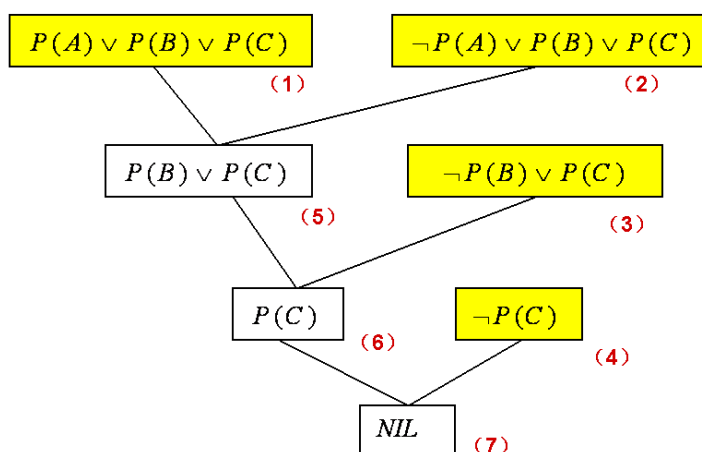 P(A) ∨ P(B) ∨ P(C)
¬P(A) ∨ P(B) ∨ P(C)
（1）
（2）
P(B) ∨ P(C)
¬P(B) ∨ P(C)
（5）
（3）
P(C)
¬P(C)
（6）
（4）
NIL
（7）